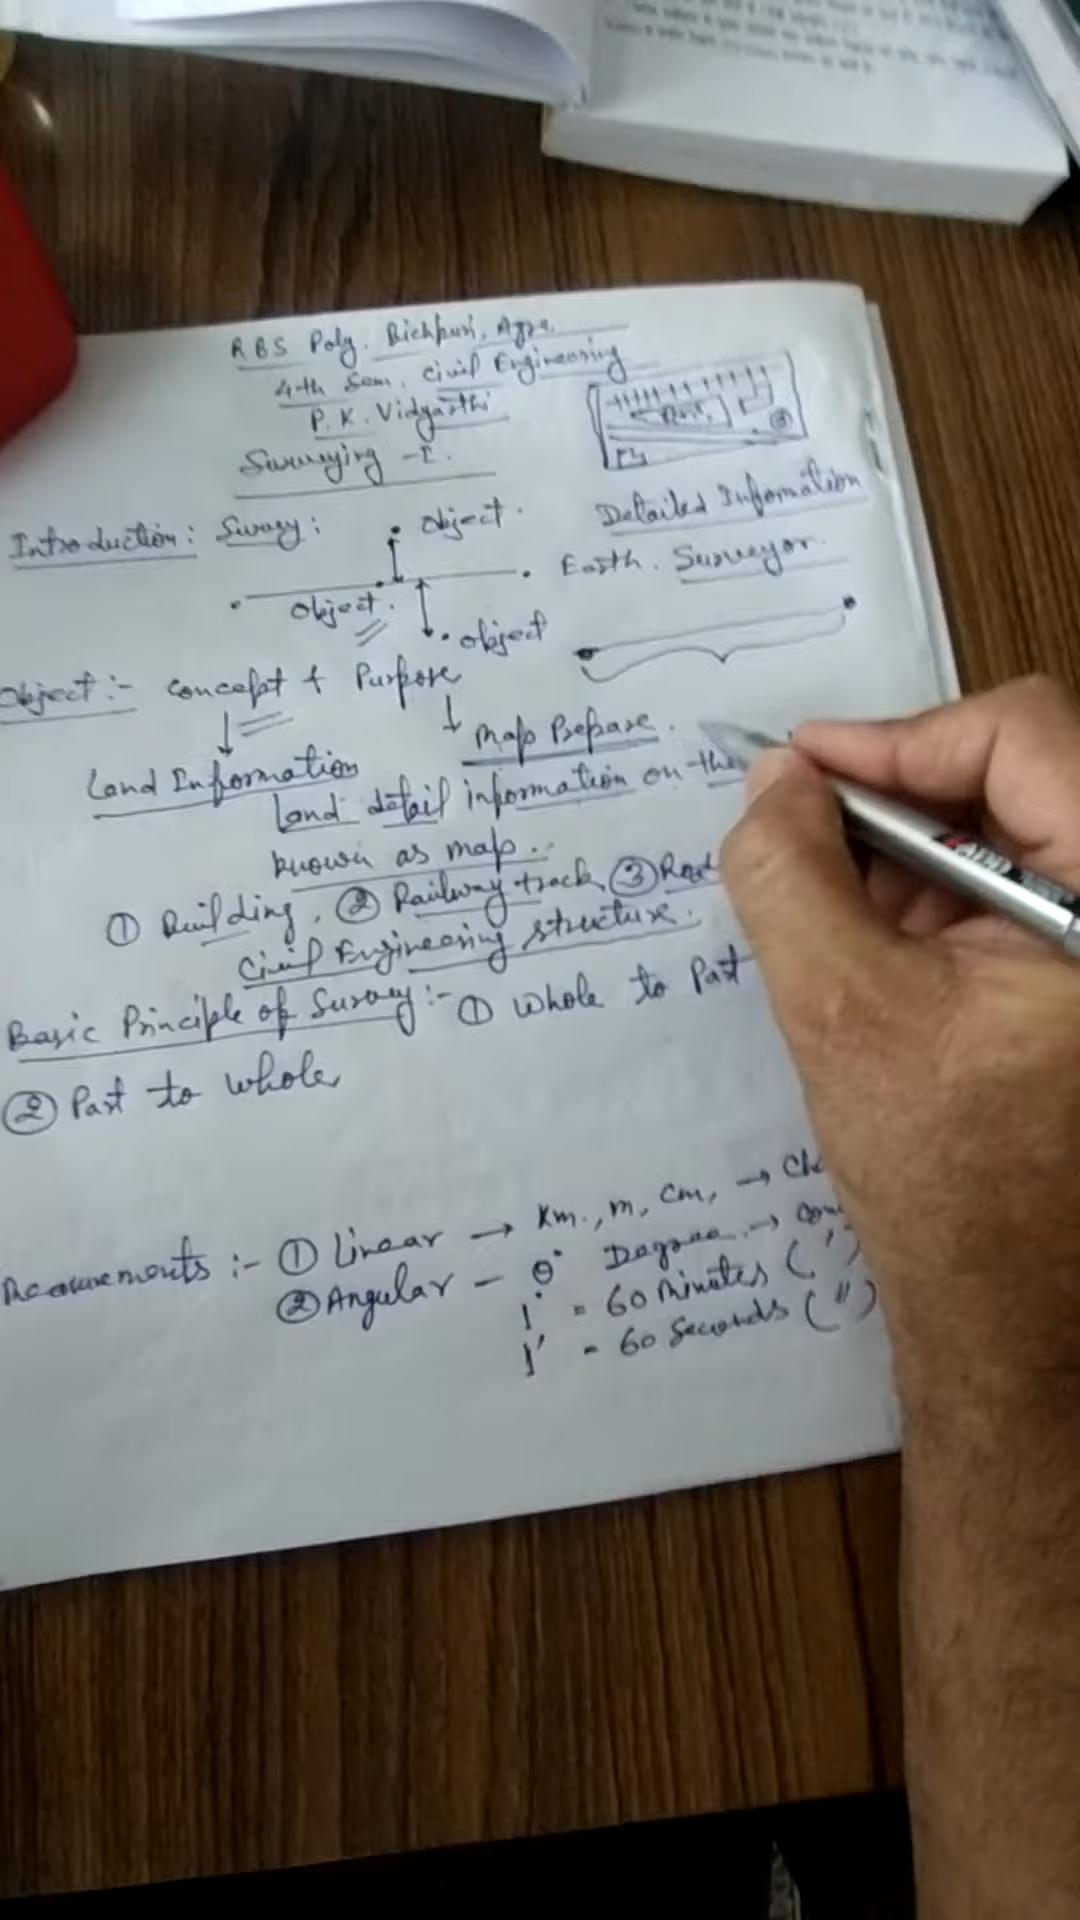 RBS Poly. Bichpuri, Agra.
4th Sem. Civil Engineering
P.K. Vidyarthi
Surveying - I.
Introduction: Survey:
Object.
Detailed Information
Object.
Earth. Surveyor.
object
Object :- Concept & Purpose
Map Prepare.
Land Information
Land detail information on the
known as map.
① Building, ② Railway track, ③ Road
Civil Engineering structure.
Basic Principle of Survey :- ① Whole to Part
② Part to whole
Measurements :- ① Linear → Km., m, cm, →
② Angular - θ° Degree. →
1° = 60 Minutes (')
1' = 60 Seconds (")